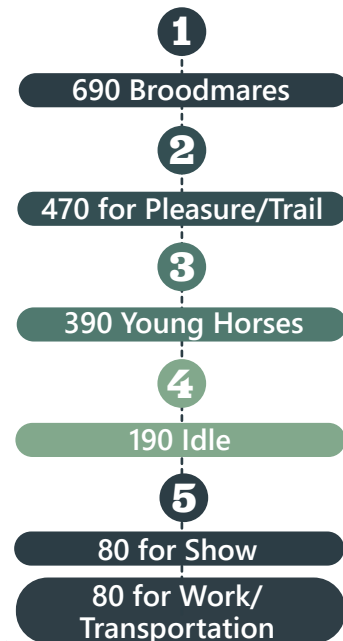 1
690 Broodmares
2
470 for Pleasure/Trail
3
390 Young Horses
4
190 Idle
5
80 for Show
80 for Work/
Transportation